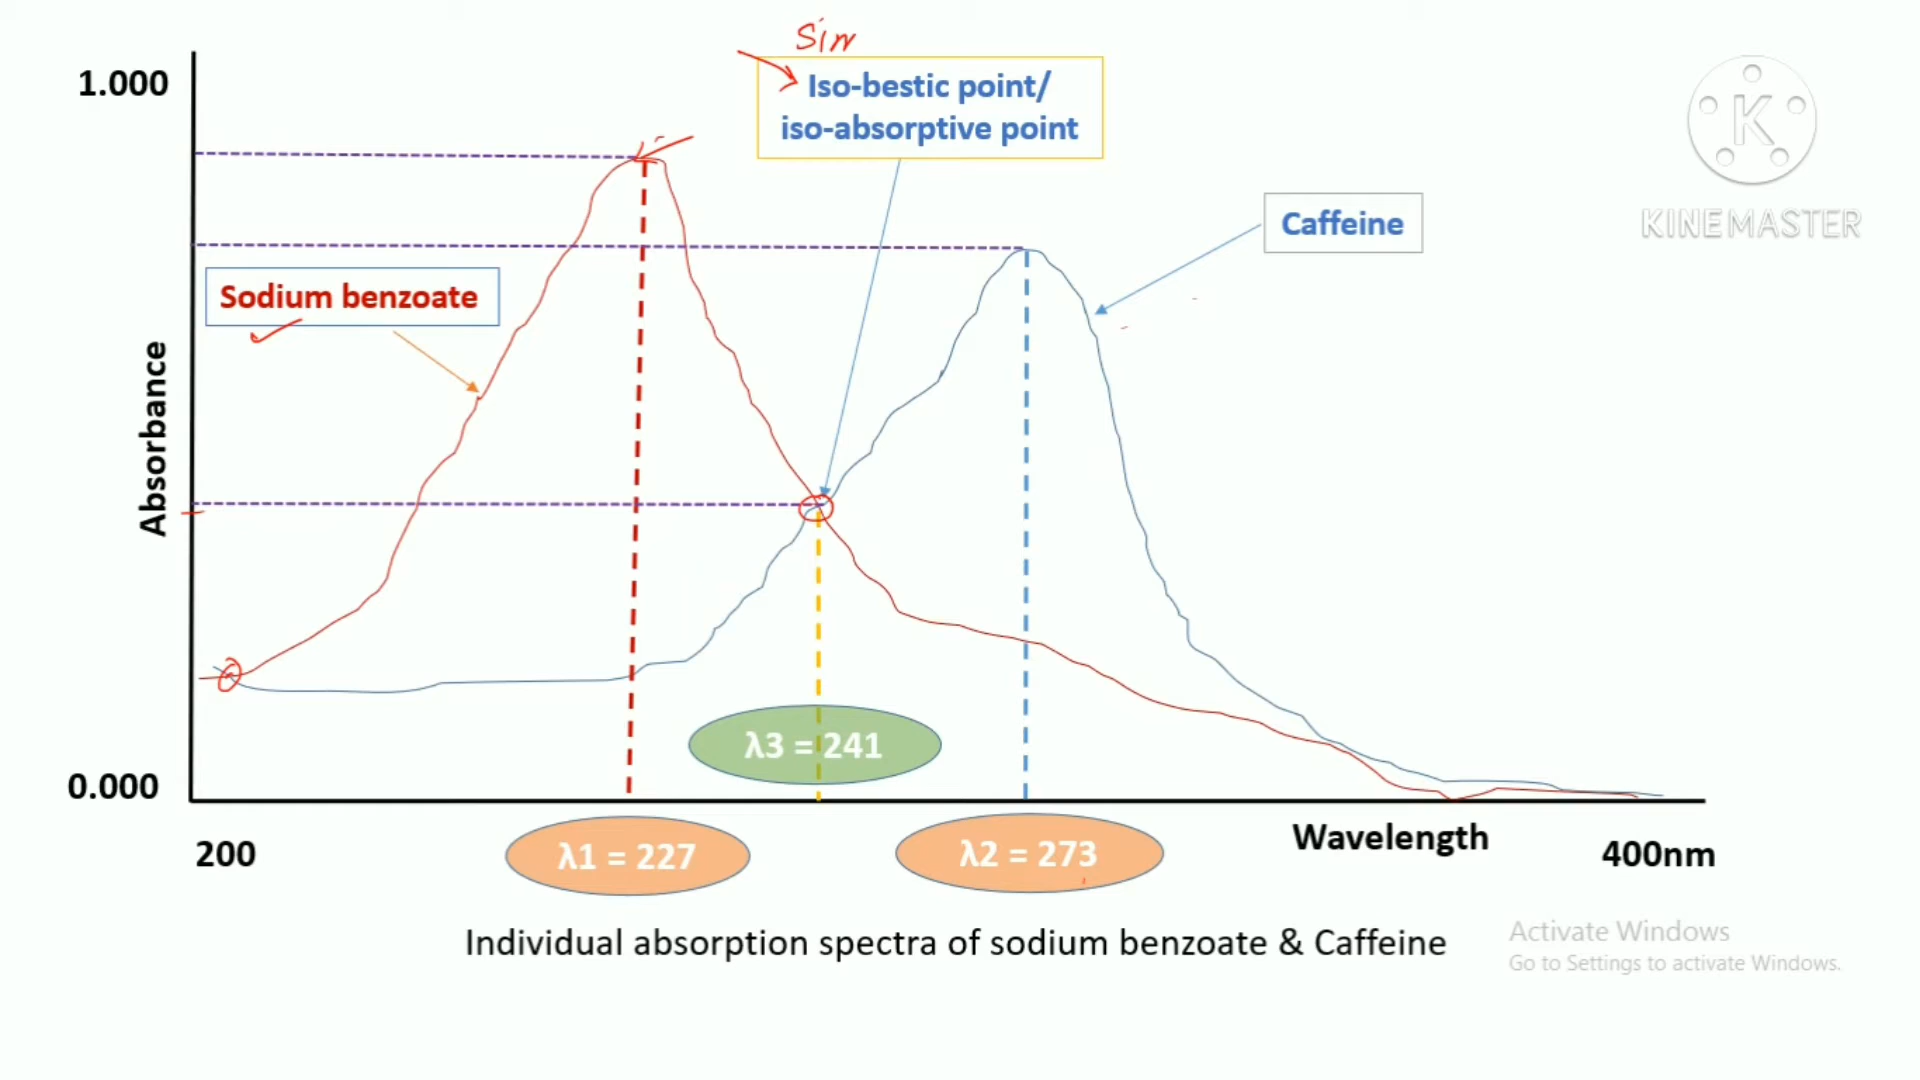 Sim
1.000
Iso-bestic point/
iso-absorptive point
K
KINEMASTER
Caffeine
Sodium benzoate
Absorbance
λ3 = 241
0.000
200
λ1 = 227
λ2 = 273
Wavelength
400nm
Individual absorption spectra of sodium benzoate & Caffeine
Activate Windows
Go to Settings to activate Windows.